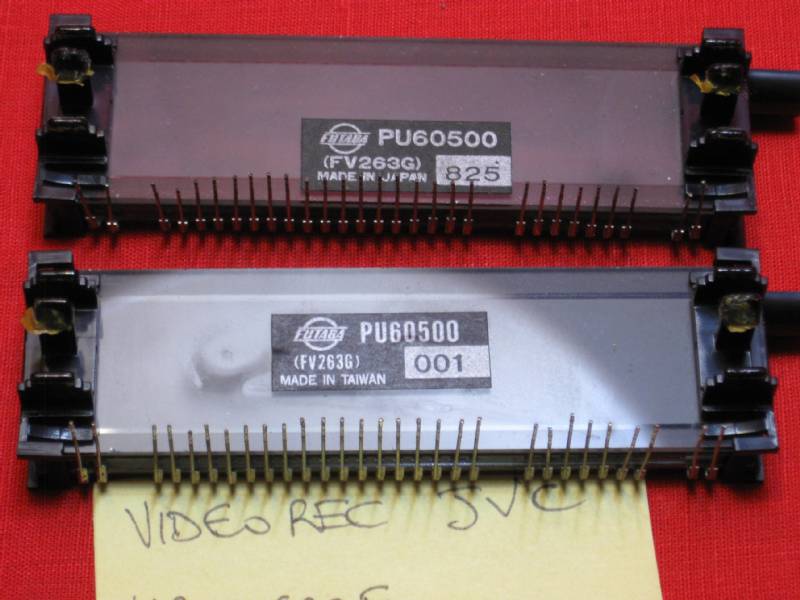 FUTABA PU60500
(FV263G)
MADE IN JAPAN 825
FUTABA PU60500
(FV263G) 001
MADE IN TAIWAN
VIDEO REC JVC